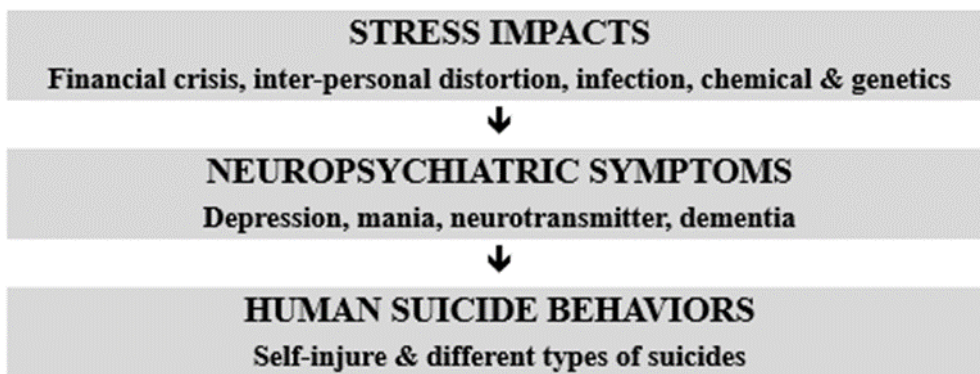 STRESS IMPACTS
Financial crisis, inter-personal distortion, infection, chemical & genetics
NEUROPSYCHIATRIC SYMPTOMS
Depression, mania, neurotransmitter, dementia
HUMAN SUICIDE BEHAVIORS
Self-injure & different types of suicides